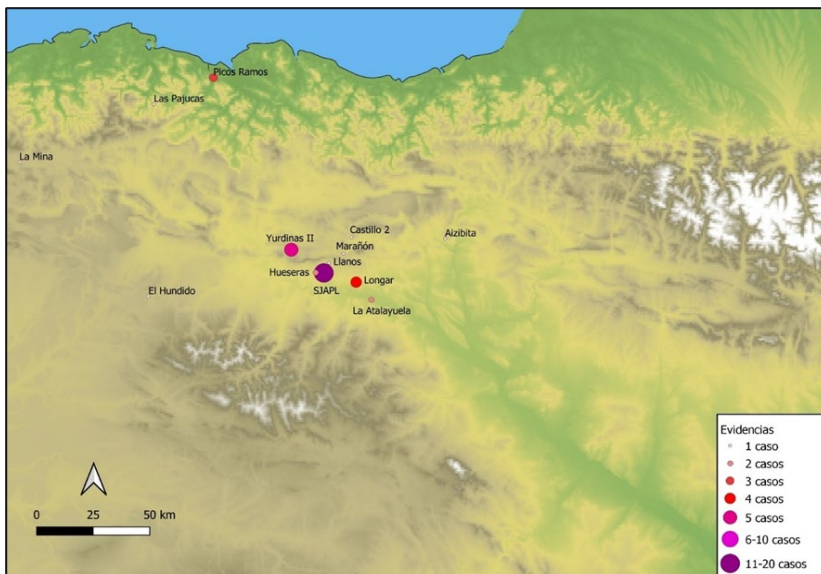 Picos Ramos
Las Pajucas
La Mina
Castillo 2
Aizibita
Yurdinas II
Marañón
Llanos
Hueseras
Longar
SJAPL
El Hundido
La Atalayuela
Evidencias
1 caso
2 casos
3 casos
4 casos
5 casos
6-10 casos
11-20 casos
0 25 50 km